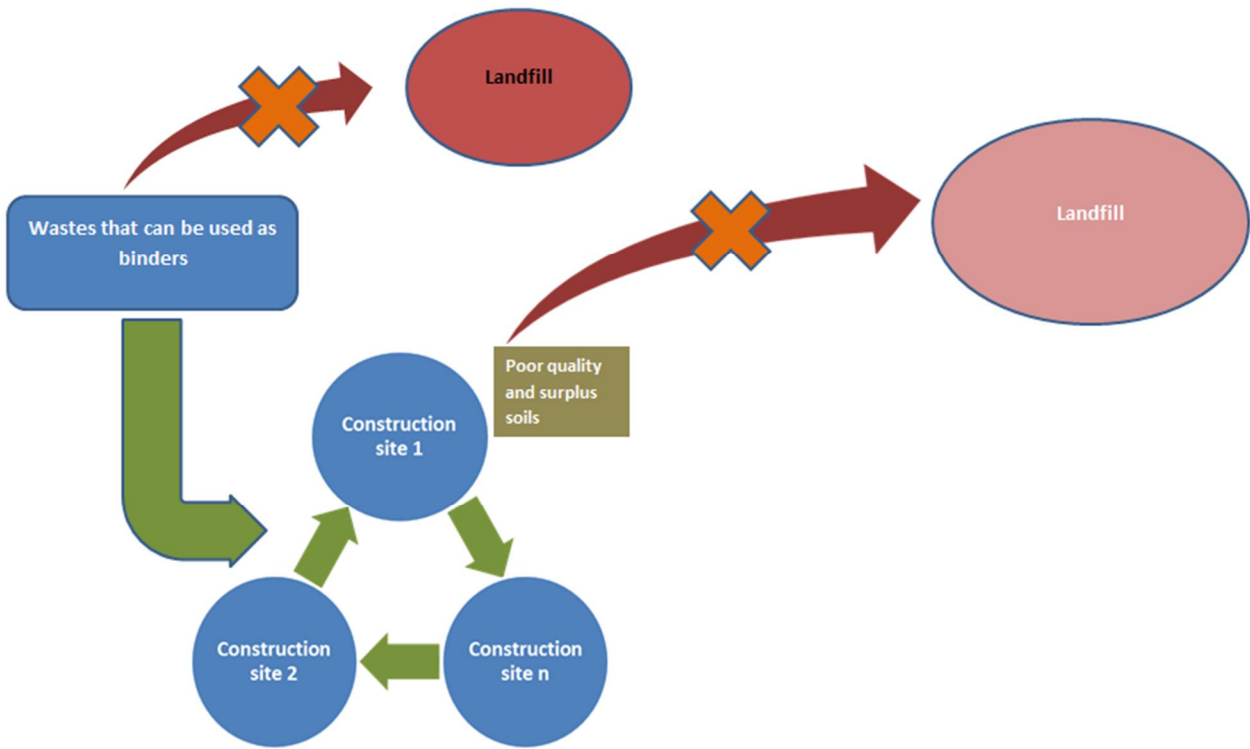 Landfill
Landfill
Wastes that can be used as
binders
Poor quality
and surplus
soils
Construction
site 1
Construction
site 2
Construction
site n